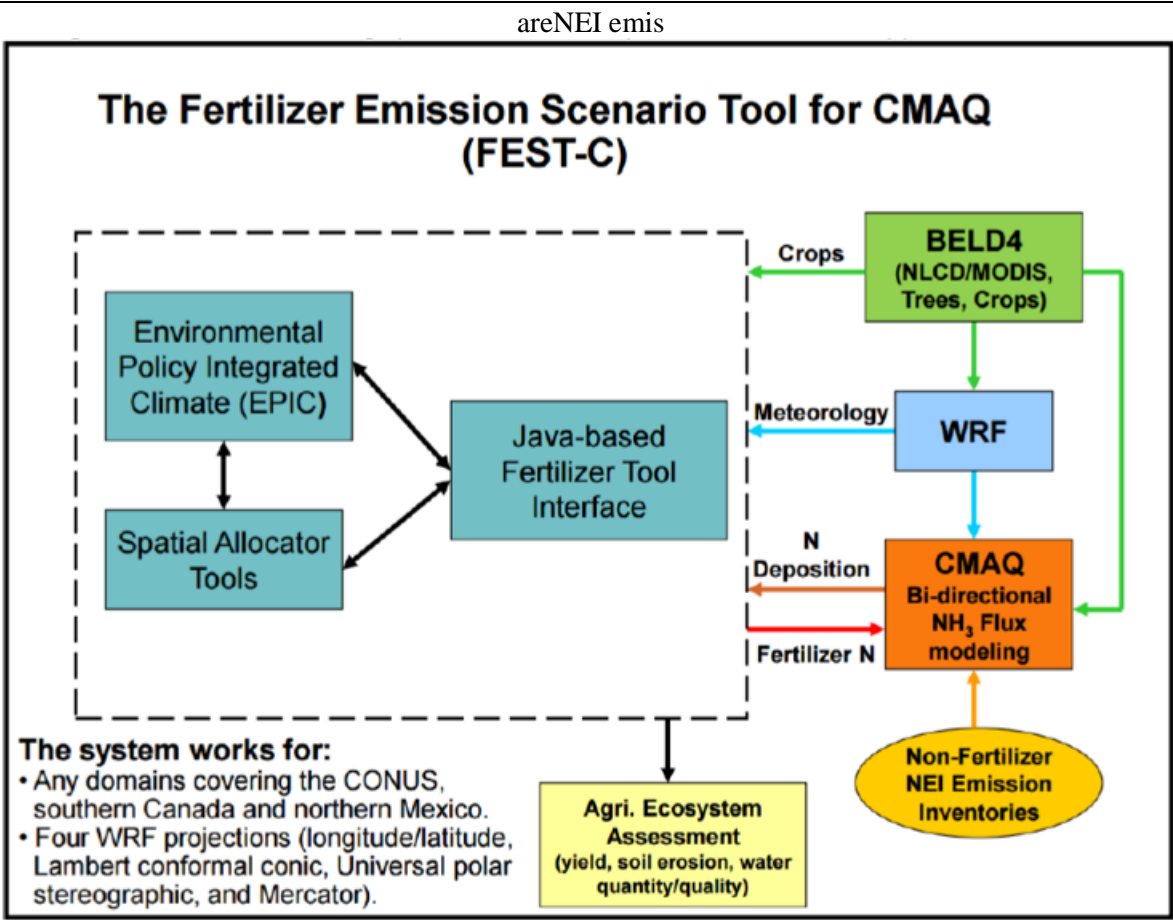 areNEI emis
The Fertilizer Emission Scenario Tool for CMAQ
(FEST-C)
Environmental
Policy Integrated
Climate (EPIC)
Spatial Allocator
Tools
Java-based
Fertilizer Tool
Interface
Crops
BELD4
(NLCD/MODIS,
Trees, Crops)
Meteorology
WRF
N
Deposition
Fertilizer N
CMAQ
Bi-directional
NH₃ Flux
modeling
Non-Fertilizer
NEI Emission
Inventories
The system works for:
• Any domains covering the CONUS,
southern Canada and northern Mexico.
• Four WRF projections (longitude/latitude,
Lambert conformal conic, Universal polar
stereographic, and Mercator).
Agri. Ecosystem
Assessment
(yield, soil erosion, water
quantity/quality)